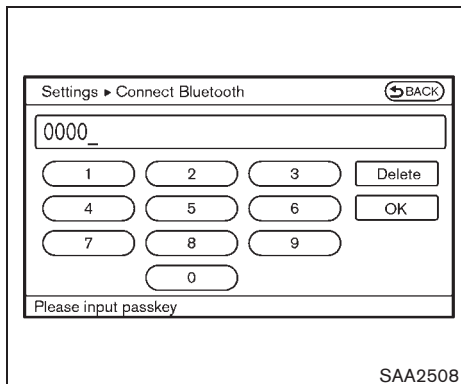 Settings ▸ Connect Bluetooth BACK
0000_
1 2 3 Delete
4 5 6 OK
7 8 9
0
Please input passkey
SAA2508